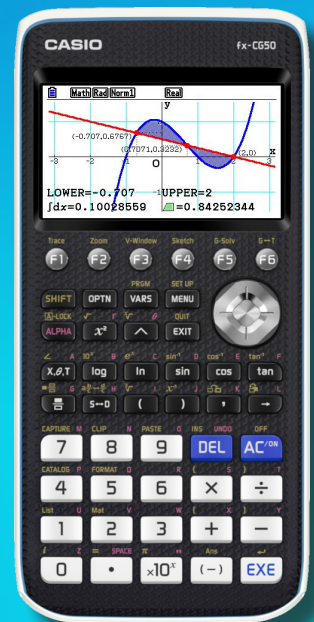 CASIO fx-CG50
Math Rad Norm1 Real
y
(-0.707,0.6767)
(0.7071,0.3232)
(2,0)
x
-3 -2 -1 O 2 3
LOWER=-0.707 UPPER=2
∫dx=0.10028559 =0.84252344
Trace Zoom V-Window Sketch G-Solv G↔T
F1 F2 F3 F4 F5 F6
PRGM SET UP
SHIFT OPTN VARS MENU
A-LOCK QUIT
ALPHA x² ^ EXIT
X,θ,T log ln sin cos tan
S↔D ( ) , →
CAPTURE M CLIP N PASTE O INS UNDO OFF
7 8 9 DEL AC/ON
CATALOG P FORMAT Q R { S } T
4 5 6 × ÷
List U Mat V W [ X ] Y
1 2 3 + −
i Z = SPACE π " Ans
0 • ×10ˣ (−) EXE